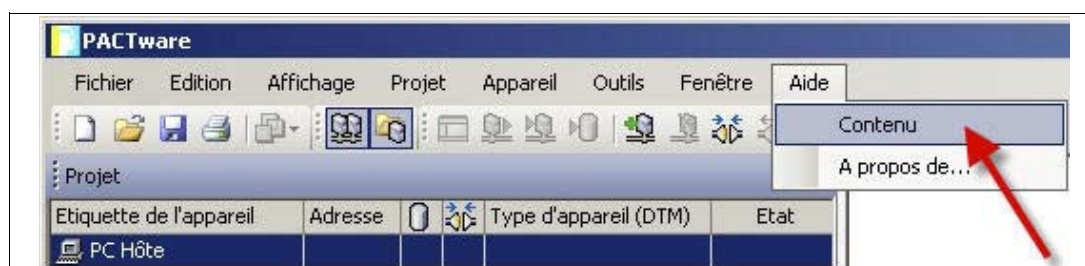 PACTware
Fichier Edition Affichage Projet Appareil Outils Fenêtre Aide
Contenu
A propos de...
Projet
Etiquette de l'appareil Adresse Type d'appareil (DTM) Etat
PC Hôte